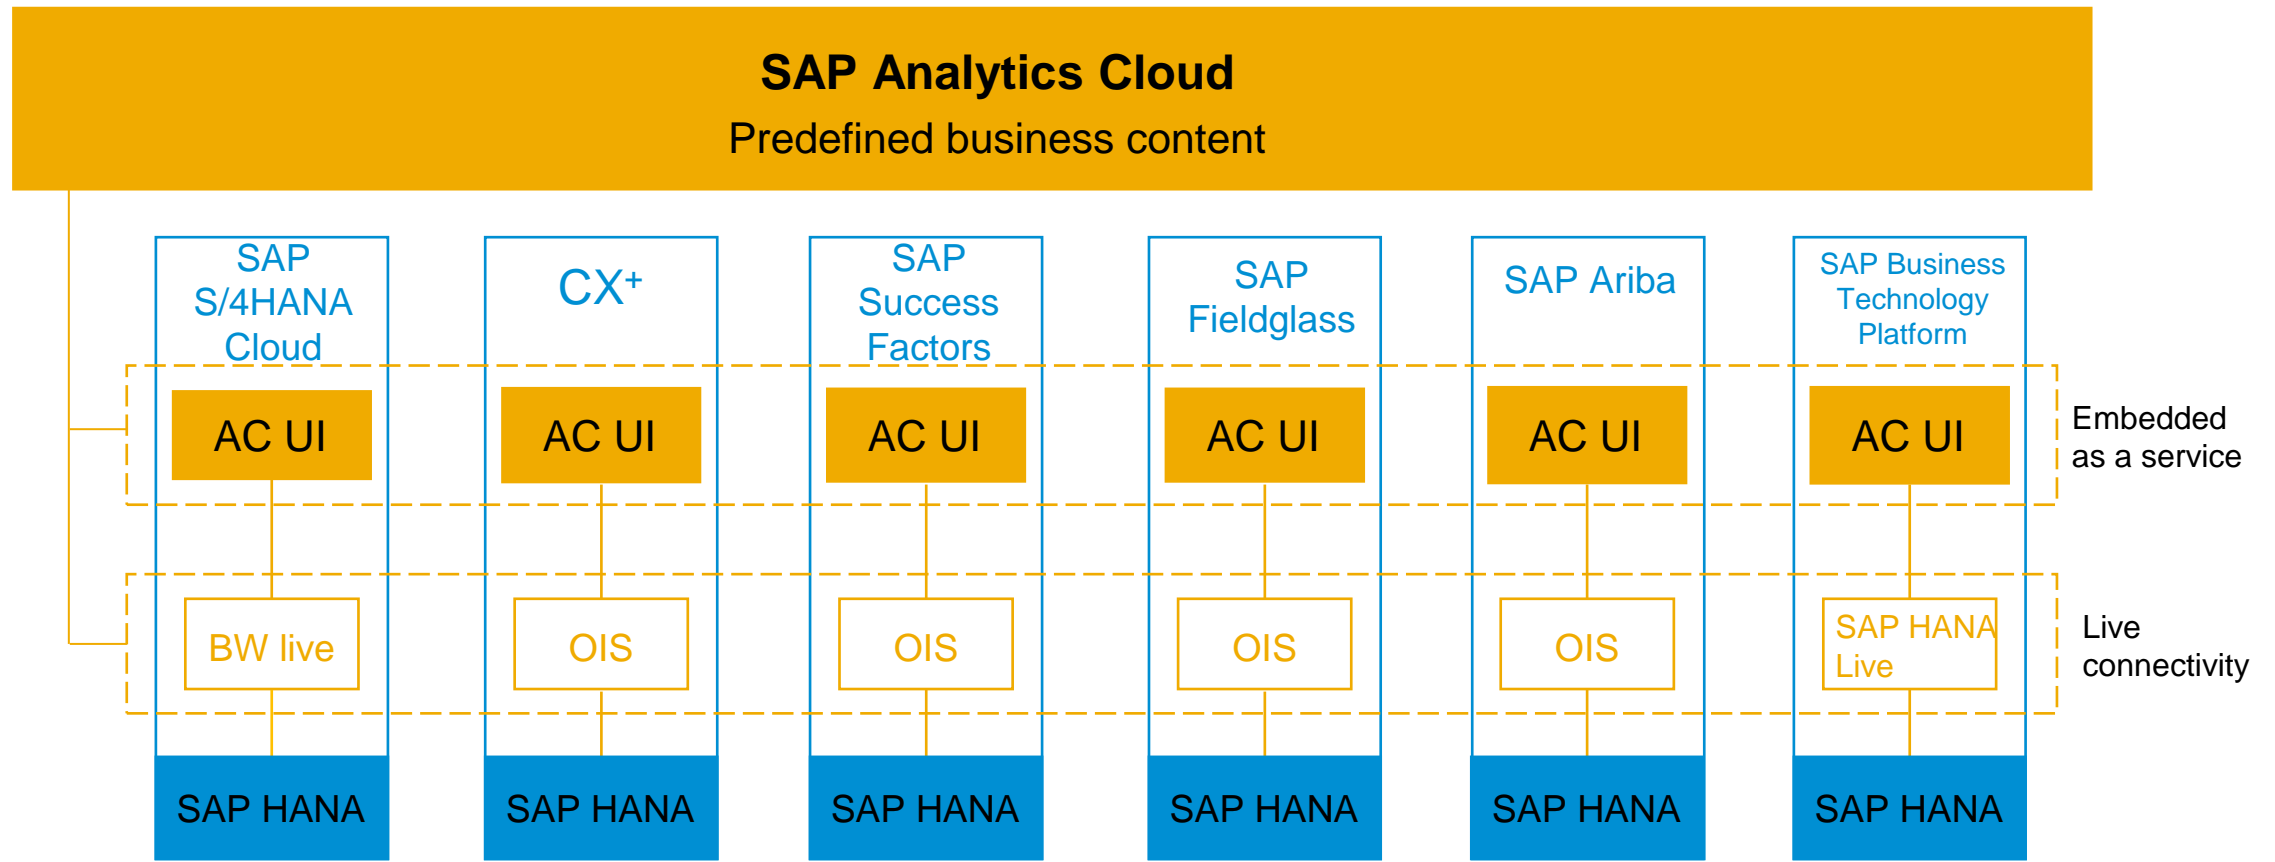 SAP Analytics Cloud
Predefined business content
SAP
S/4HANA
Cloud
CX+
SAP
Success
Factors
SAP
Fieldglass
SAP Ariba
SAP Business
Technology
Platform
AC UI
AC UI
AC UI
AC UI
AC UI
AC UI
Embedded
as a service
BW live
OIS
OIS
OIS
OIS
SAP HANA
Live
Live
connectivity
SAP HANA
SAP HANA
SAP HANA
SAP HANA
SAP HANA
SAP HANA